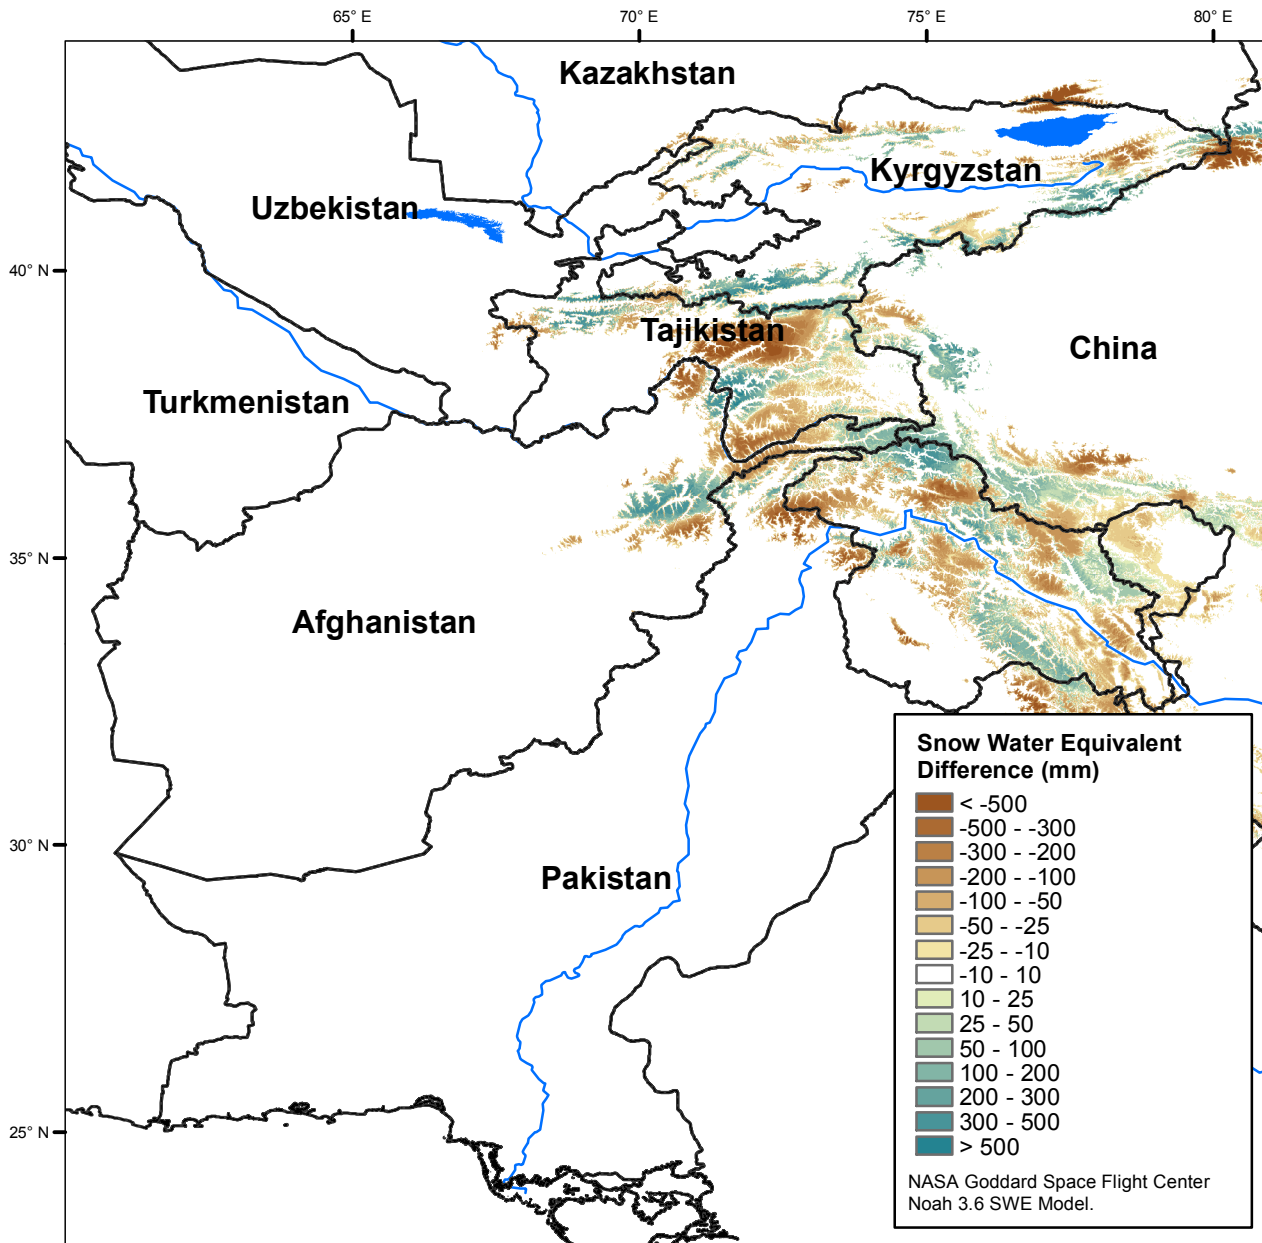 65° E
70° E
75° E
80° E
Kazakhstan
Kyrgyzstan
Uzbekistan
40° N
Tajikistan
China
Turkmenistan
35° N
Afghanistan
30° N
Pakistan
25° N
Snow Water Equivalent
Difference (mm)
< -500
-500 - -300
-300 - -200
-200 - -100
-100 - -50
-50 - -25
-25 - -10
-10 - 10
10 - 25
25 - 50
50 - 100
100 - 200
200 - 300
300 - 500
> 500
NASA Goddard Space Flight Center
Noah 3.6 SWE Model.